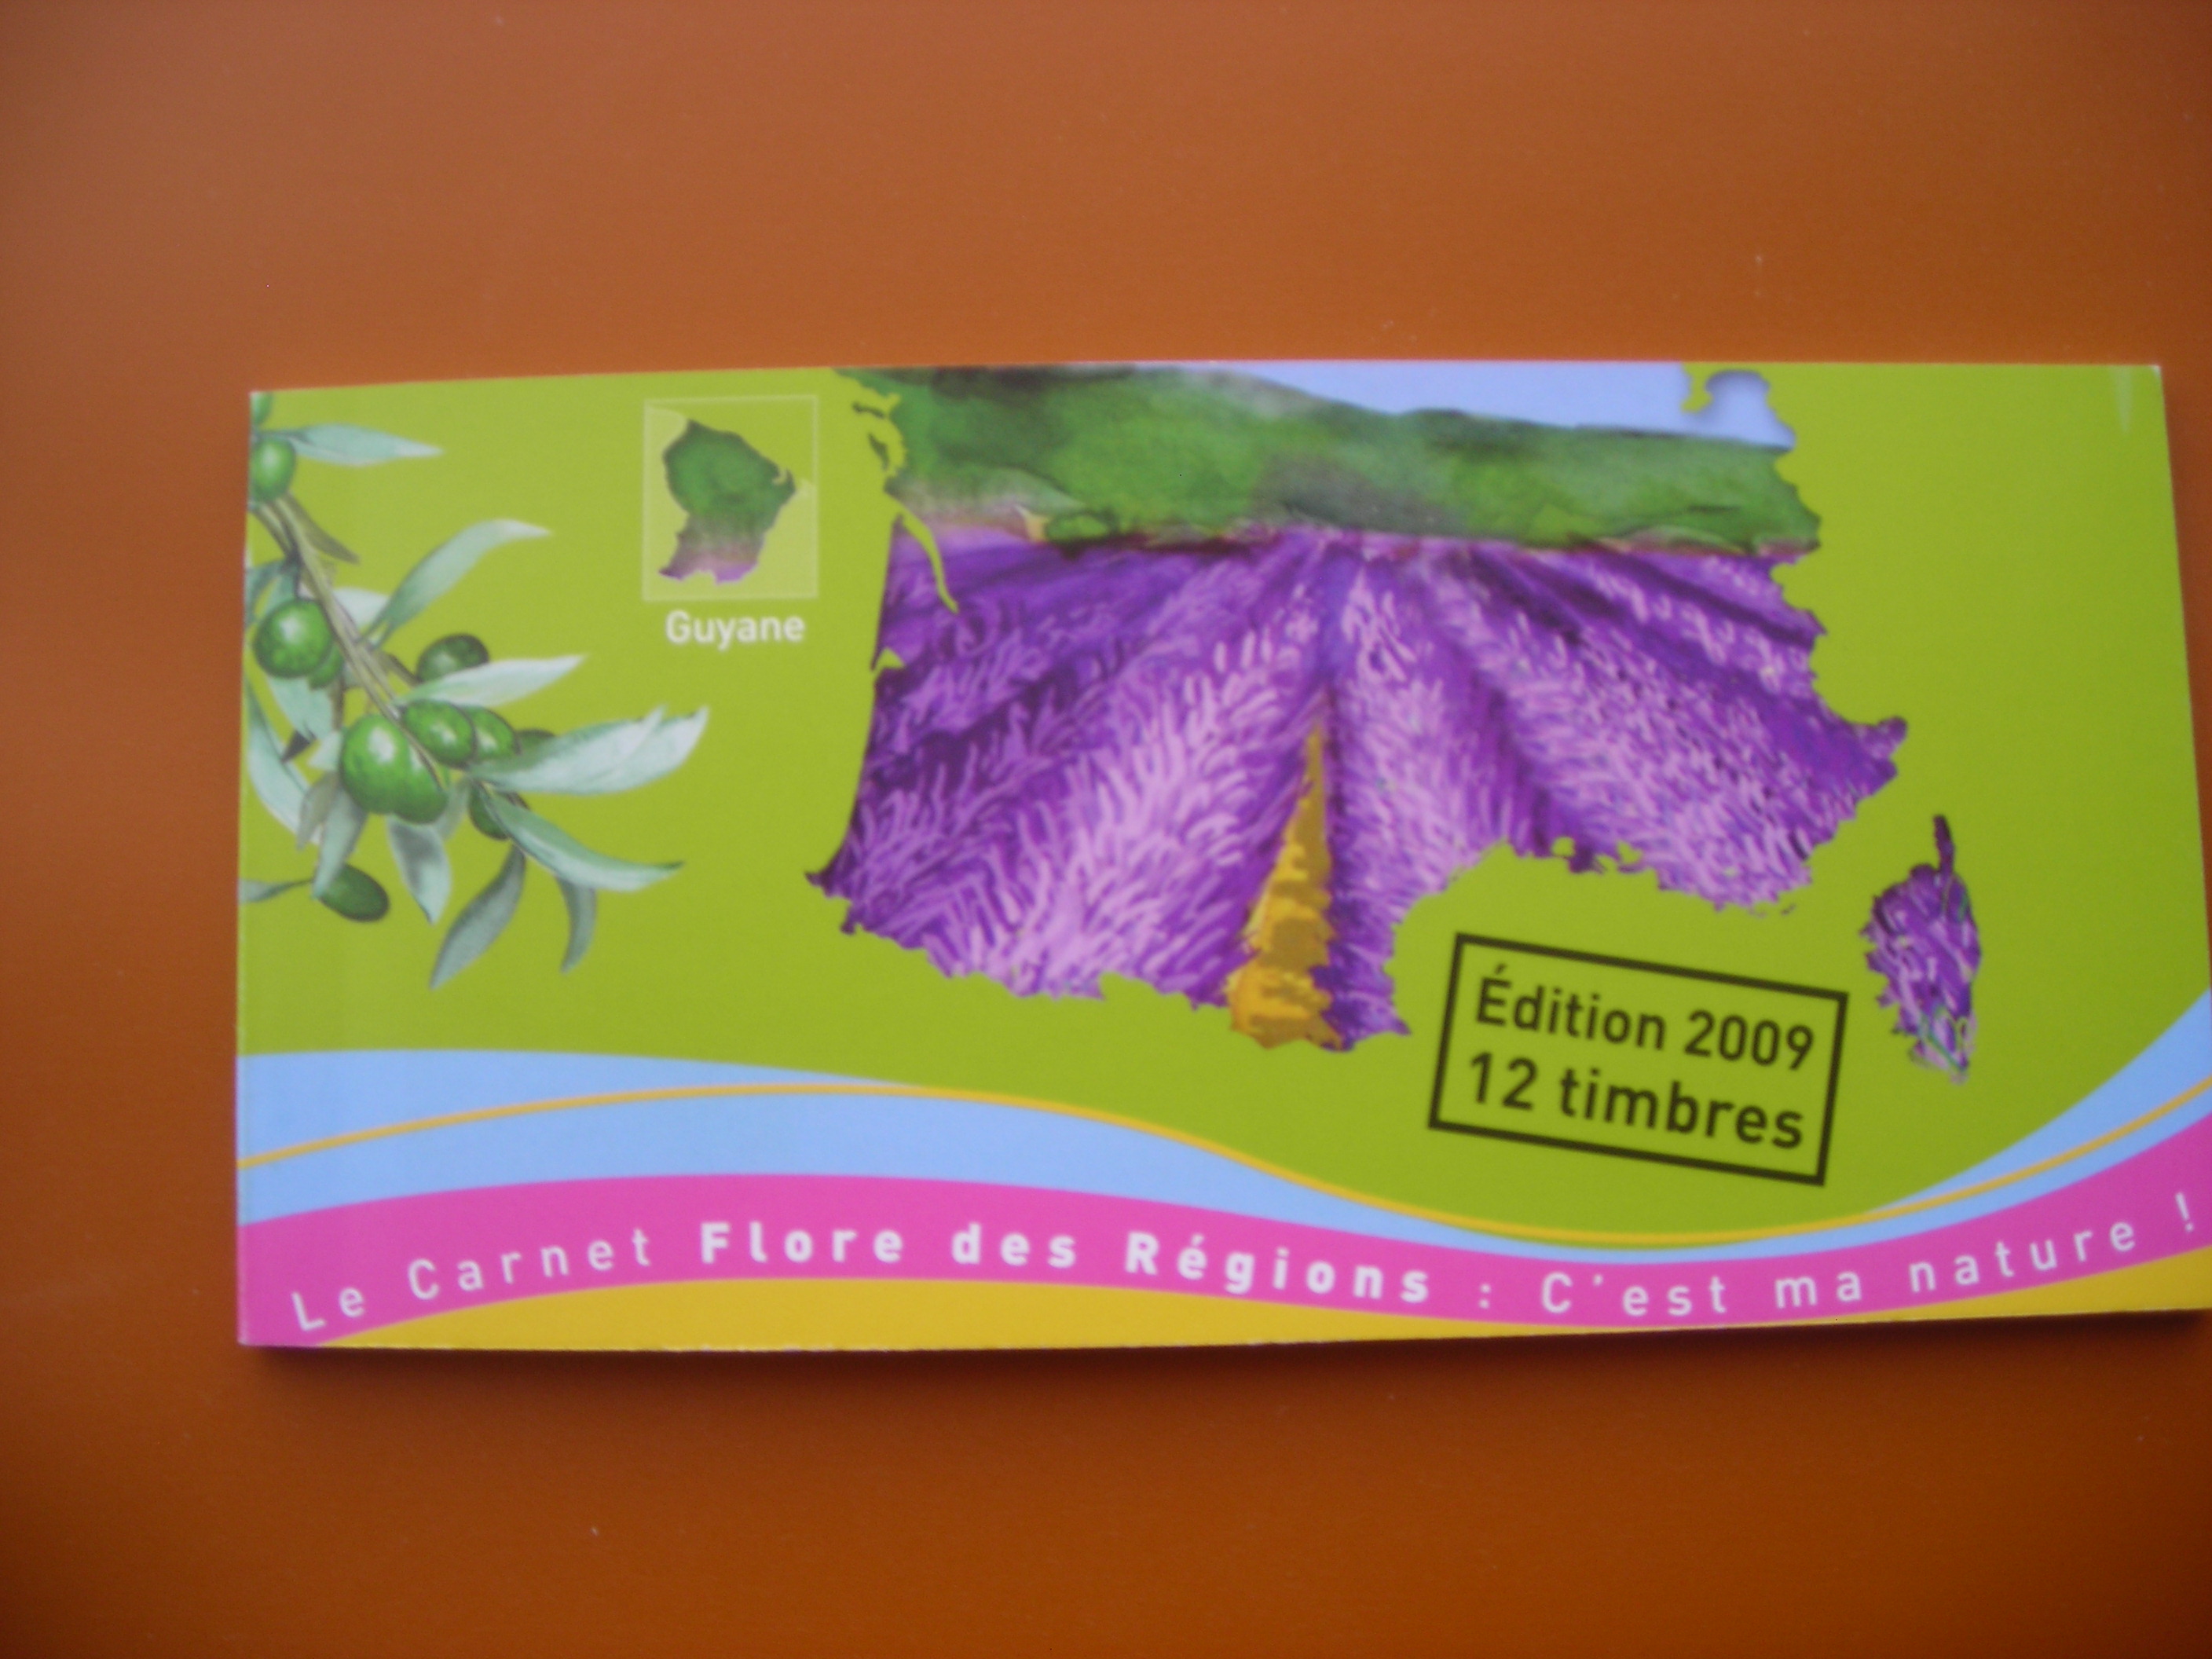 Guyane
Édition 2009
12 timbres
Le Carnet Flore des Régions : C'est ma nature !